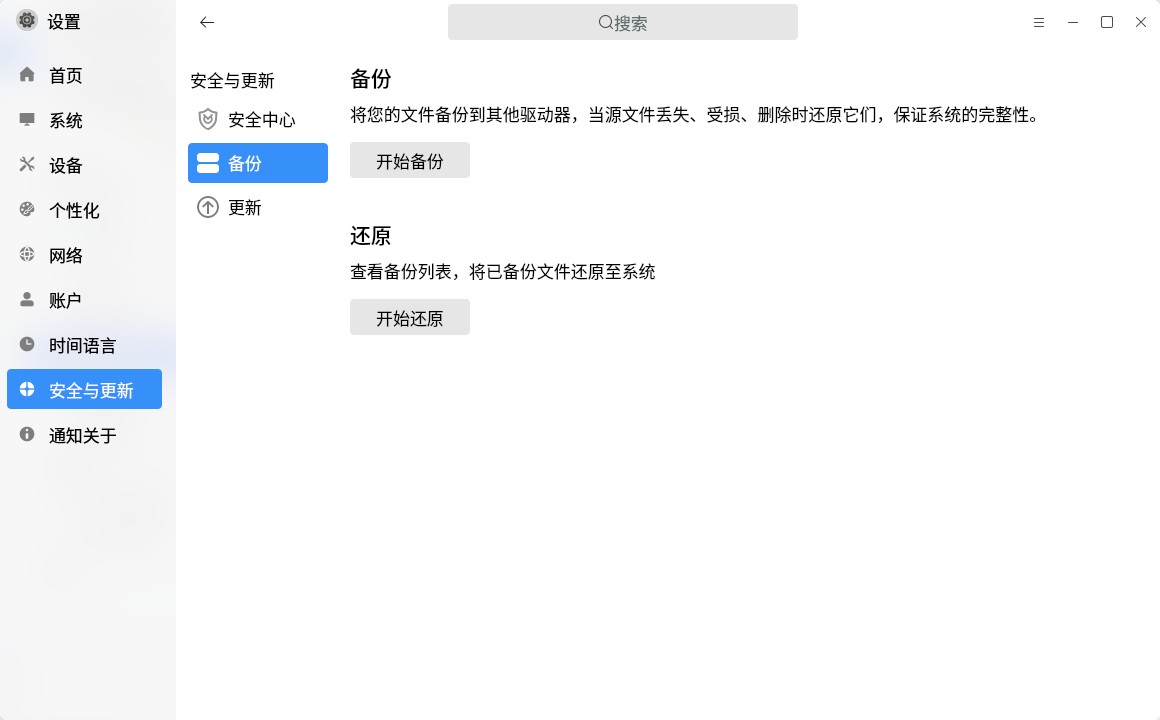 设置
搜索
首页
系统
设备
个性化
网络
账户
时间语言
安全与更新
通知关于
安全与更新
安全中心
备份
更新
备份
将您的文件备份到其他驱动器，当源文件丢失、受损、删除时还原它们，保证系统的完整性。
开始备份
还原
查看备份列表，将已备份文件还原至系统
开始还原